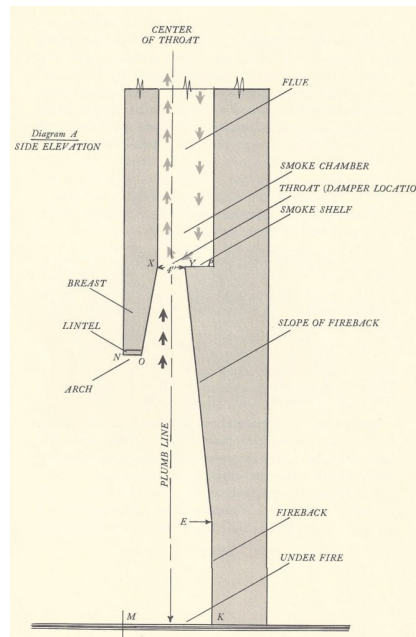 CENTER
OF THROAT
FLUE
Diagram A
SIDE ELEVATION
SMOKE CHAMBER
THROAT (DAMPER LOCATIO
SMOKE SHELF
X
4"
Y
P
BREAST
LINTEL
N
O
ARCH
SLOPE OF FIREBACK
PLUMB LINE
E
FIREBACK
UNDER FIRE
M
K